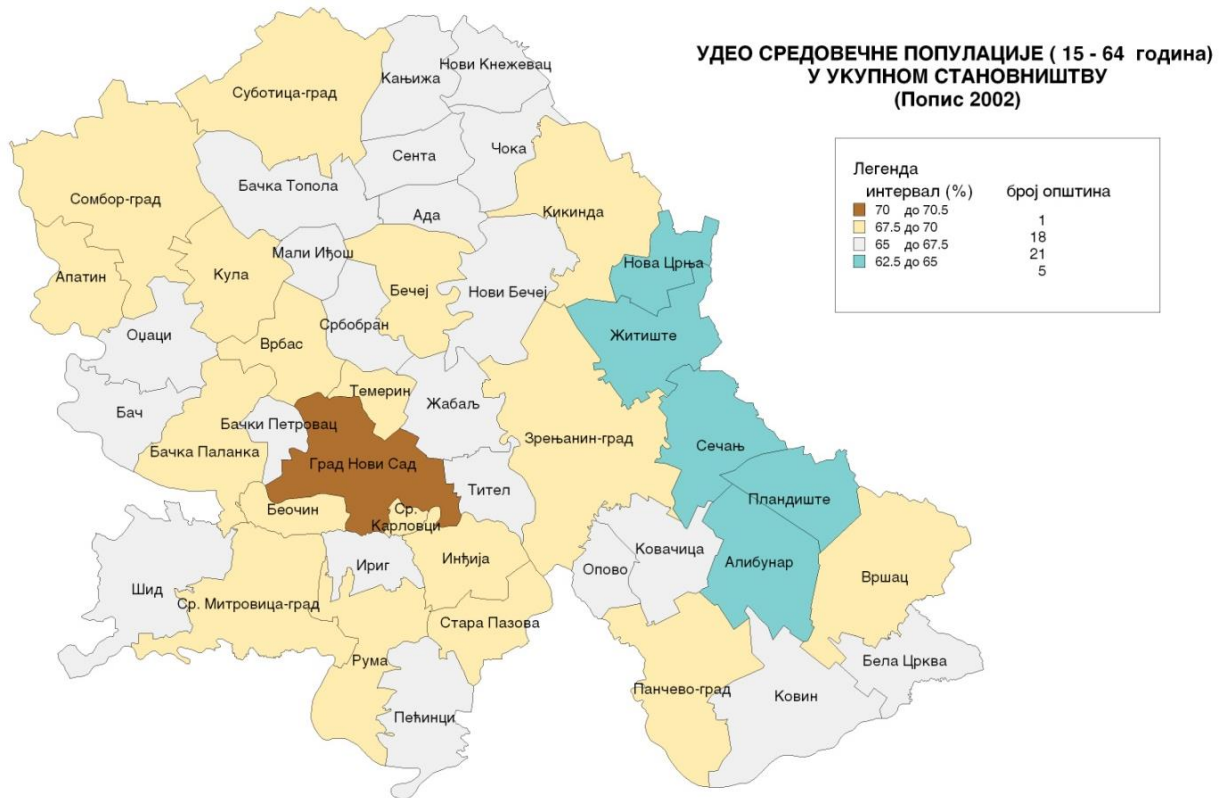 УДЕО СРЕДОВЕЧНЕ ПОПУЛАЦИЈЕ ( 15 - 64 година)
У УКУПНОМ СТАНОВНИШТВУ
(Попис 2002)
Легенда
интервал (%) број општина
70 до 70.5 1
67.5 до 70 18
65 до 67.5 21
62.5 до 65 5
Нови Кнежевац
Кањижа
Суботица-град
Чока
Сента
Бачка Топола
Сомбор-град
Ада
Кикинда
Мали Иђош
Нова Црња
Апатин
Кула
Бечеј
Нови Бечеј
Србобран
Оџаци
Житиште
Врбас
Темерин
Жабаљ
Бач
Бачки Петровац
Зрењанин-град
Сечањ
Бачка Паланка
Град Нови Сад
Тител
Пландиште
Беочин
Ср.
Карловци
Ковачица
Инђија
Алибунар
Ириг
Опово
Вршац
Шид
Ср. Митровица-град
Стара Пазова
Рума
Бела Црква
Панчево-град
Ковин
Пећинци